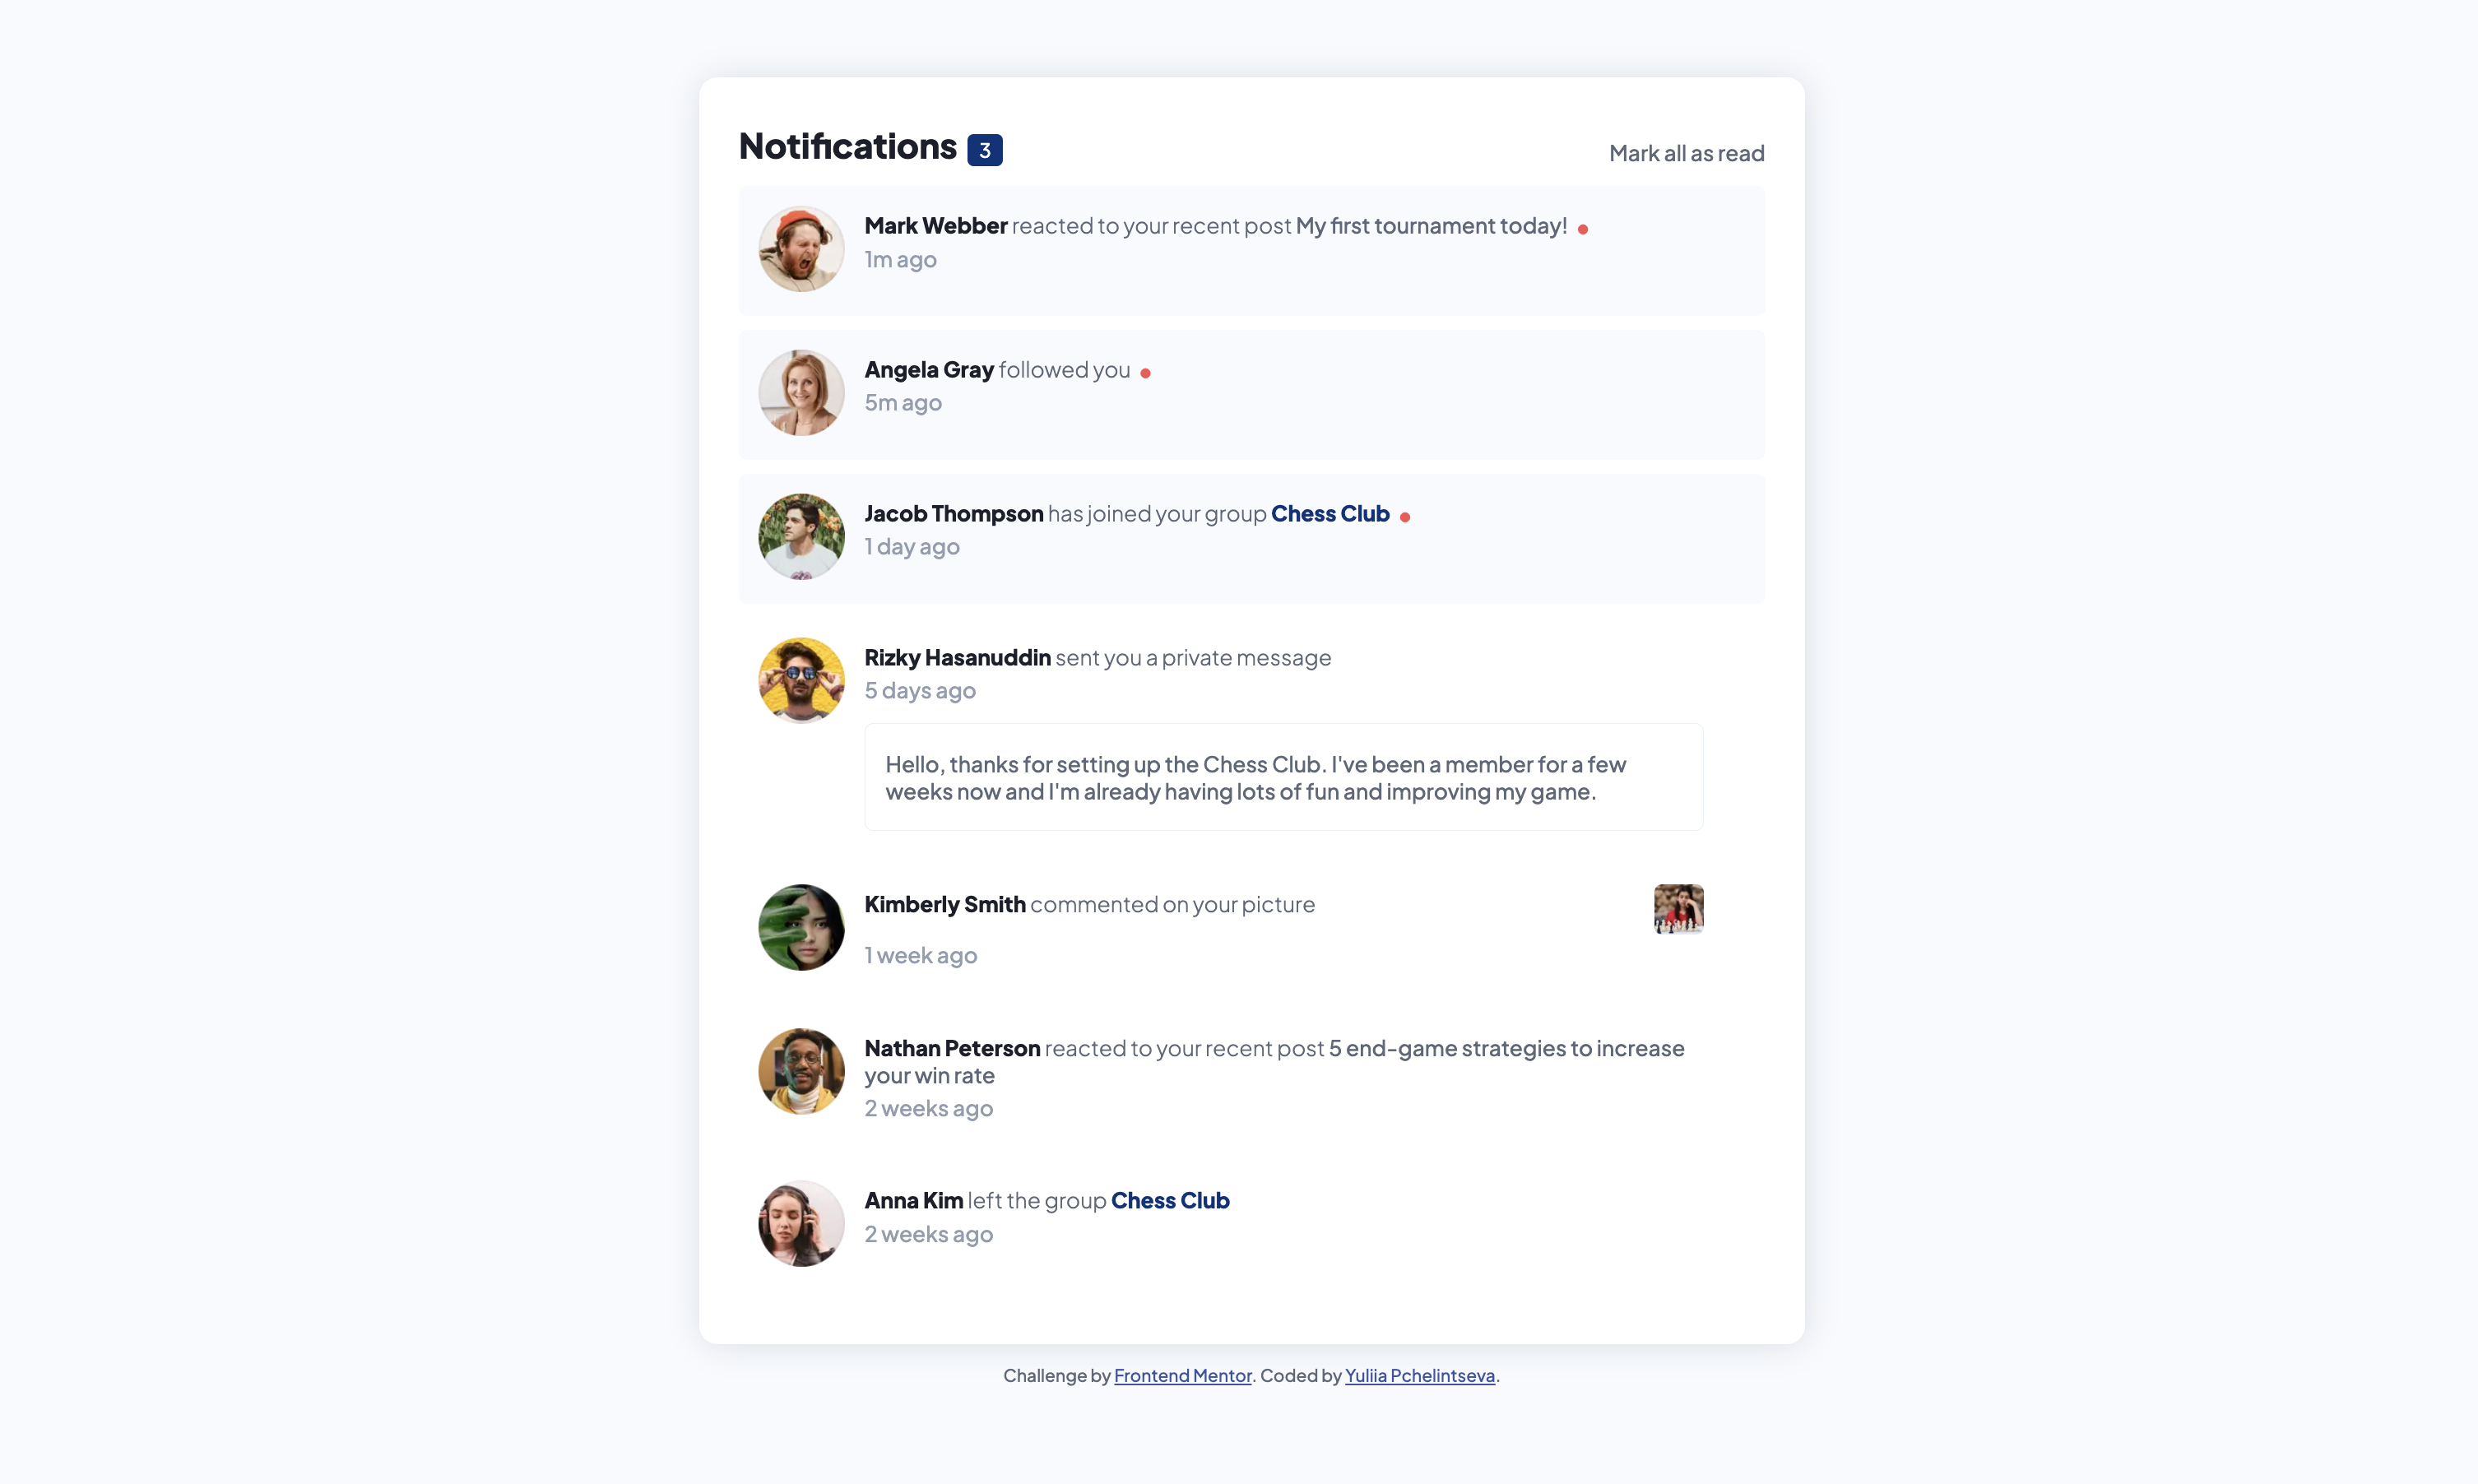 Notifications 3
Mark all as read
Mark Webber reacted to your recent post My first tournament today!
1m ago
Angela Gray followed you
5m ago
Jacob Thompson has joined your group Chess Club
1 day ago
Rizky Hasanuddin sent you a private message
5 days ago
Hello, thanks for setting up the Chess Club. I've been a member for a few
weeks now and I'm already having lots of fun and improving my game.
Kimberly Smith commented on your picture
1 week ago
Nathan Peterson reacted to your recent post 5 end-game strategies to increase
your win rate
2 weeks ago
Anna Kim left the group Chess Club
2 weeks ago
Challenge by Frontend Mentor. Coded by Yuliia Pchelintseva.